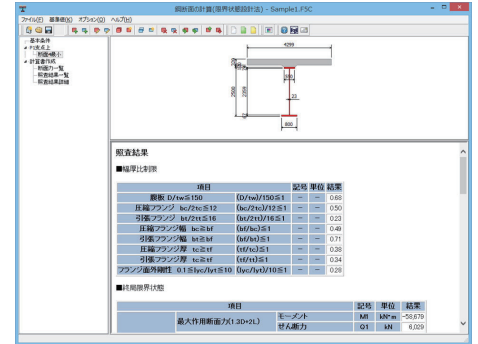 鋼断面の計算(限界状態設計法) - Sample1.F5C
ファイル(F) 基準値(K) オプション(O) ヘルプ(H)
基本条件
計算書作成
断面力一覧
照査結果一覧
照査結果詳細
4299
350
2500
2359
23
800
照査結果
■幅厚比制限
項目 記号 単位 結果
腹板 D/tw≦150 (D/tw)/150≦1 － － 0.68
圧縮フランジ bc/2tc≦12 (bc/2tc)/12≦1 － － 0.50
引張フランジ bt/2tt≦16 (bt/2tt)/16≦1 － － 0.23
圧縮フランジ幅 bc≧bf (bf/bc)≦1 － － 0.49
引張フランジ幅 bt≧bf (bf/bt)≦1 － － 0.71
圧縮フランジ厚 tc≧tf (tf/tc)≦1 － － 0.38
引張フランジ厚 tc≧tf (tf/tt)≦1 － － 0.34
フランジ面外剛性 0.1≦Iyc/Iyt≦10 (Iyc/Iyt)/10≦1 － － 0.28
■終局限界状態
項目 記号 単位 結果
最大作用断面力(1.3D+2L) モーメント M1 kN*m -58,679
せん断力 Q1 kN 6,029